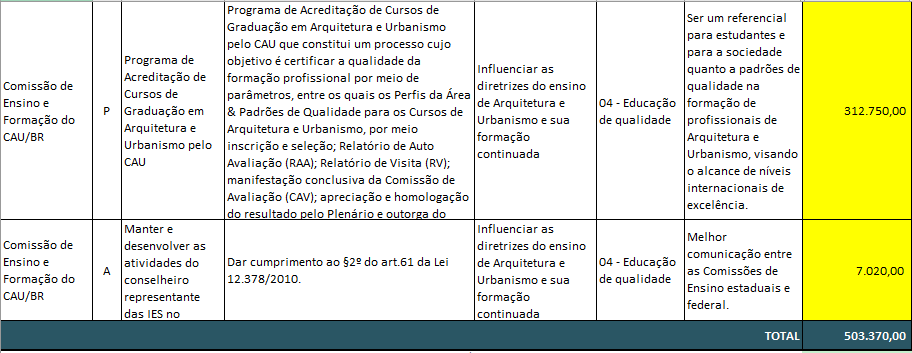 Comissão de
Ensino e
Formação do
CAU/BR
P
Programa de
Acreditação de
Cursos de
Graduação em
Arquitetura e
Urbanismo pelo
CAU
Programa de Acreditação de Cursos de
Graduação em Arquitetura e Urbanismo
pelo CAU que constitui um processo cujo
objetivo é certificar a qualidade da
formação profissional por meio de
parâmetros, entre os quais os Perfis da Área
& Padrões de Qualidade para os Cursos de
Arquitetura e Urbanismo, por meio
inscrição e seleção; Relatório de Auto
Avaliação (RAA); Relatório de Visita (RV);
manifestação conclusiva da Comissão de
Avaliação (CAV); apreciação e homologação
do resultado pelo Plenário e outorga do
Influenciar as
diretrizes do ensino
de Arquitetura e
Urbanismo e sua
formação
continuada
04 - Educação
de qualidade
Ser um referencial
para estudantes e
para a sociedade
quanto a padrões de
qualidade na
formação de
profissionais de
Arquitetura e
Urbanismo, visando
o alcance de níveis
internacionais de
excelência.
312.750,00
Comissão de
Ensino e
Formação do
CAU/BR
A
Manter e
desenvolver as
atividades do
conselheiro
representante
das IES no
Dar cumprimento ao §2º do art.61 da Lei
12.378/2010.
Influenciar as
diretrizes do ensino
de Arquitetura e
Urbanismo e sua
formação
continuada
04 - Educação
de qualidade
Melhor
comunicação entre
as Comissões de
Ensino estaduais e
federal.
7.020,00
TOTAL
503.370,00